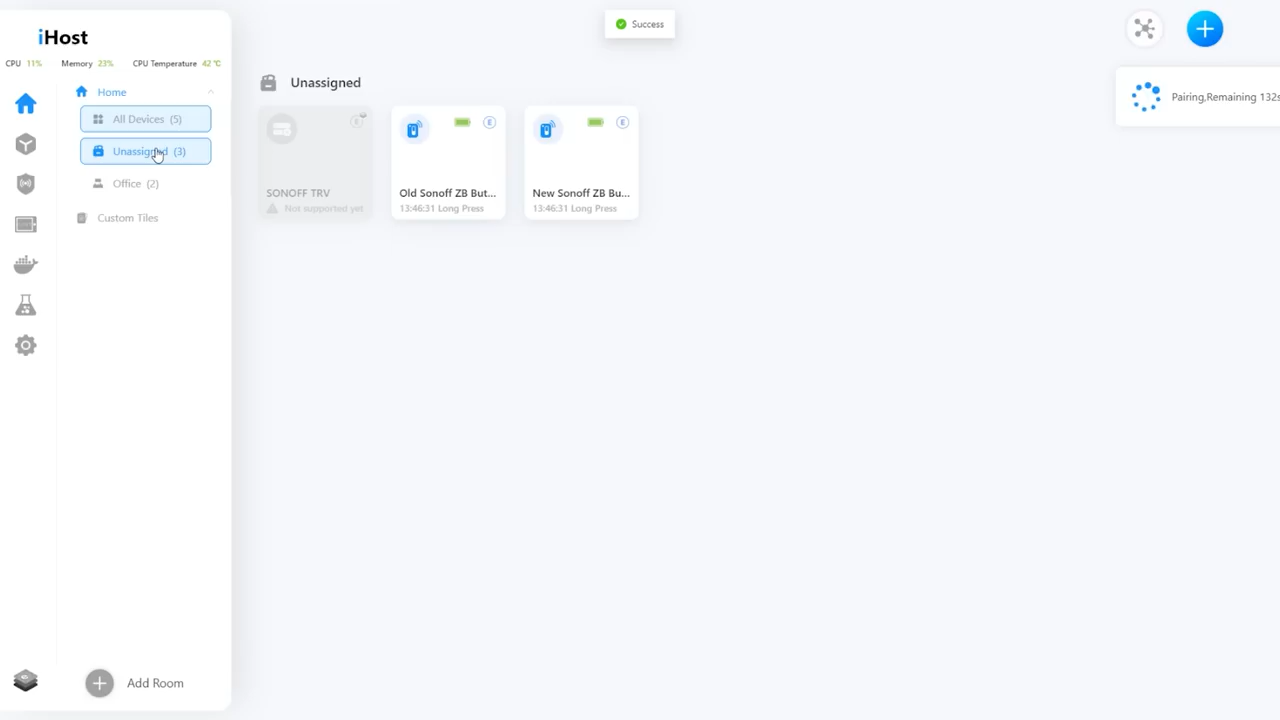 iHost
CPU 11% Memory 23% CPU Temperature 42 ℃
Home
All Devices (5)
Unassigned (3)
Office (2)
Custom Tiles
Add Room
Success
Pairing,Remaining 132s
Unassigned
SONOFF TRV
Not supported yet
E
Old Sonoff ZB But...
13:46:31 Long Press
E
New Sonoff ZB Bu...
13:46:31 Long Press